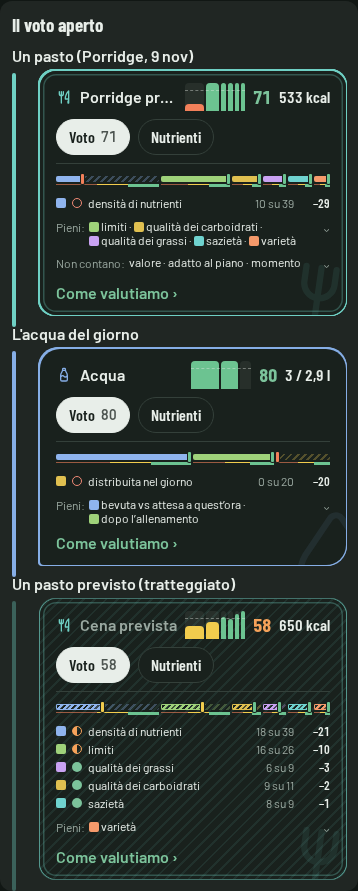 Il voto aperto
Un pasto (Porridge, 9 nov)
Porridge pr... 71 533 kcal
Voto 71 Nutrienti
densità di nutrienti 10 su 39 −29
Pieni: limiti · qualità dei carboidrati ·
qualità dei grassi · sazietà · varietà
Non contano: valore · adatto al piano · momento
Come valutiamo ›
L'acqua del giorno
Acqua 80 3 / 2,9 l
Voto 80 Nutrienti
distribuita nel giorno 0 su 20 −20
Pieni: bevuta vs attesa a quest'ora ·
dopo l'allenamento
Come valutiamo ›
Un pasto previsto (tratteggiato)
Cena prevista 58 650 kcal
Voto 58 Nutrienti
densità di nutrienti 18 su 39 −21
limiti 16 su 26 −10
qualità dei grassi 6 su 9 −3
qualità dei carboidrati 9 su 11 −2
sazietà 8 su 9 −1
Pieni: varietà
Come valutiamo ›